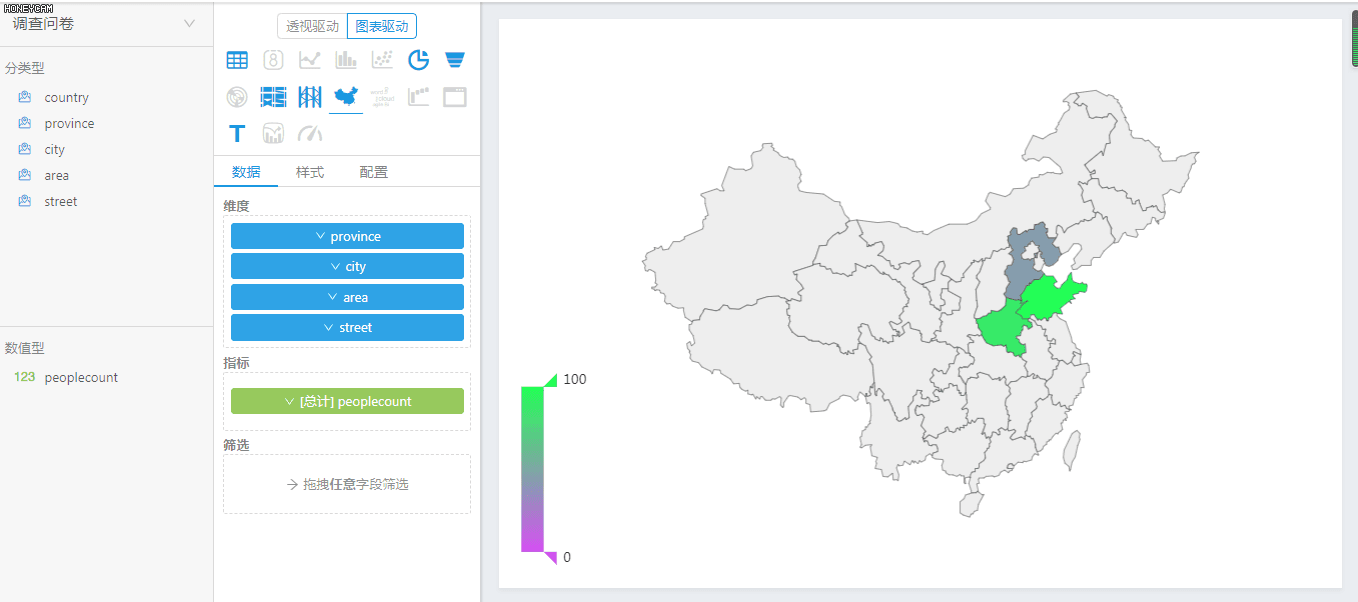 HONEYCAM
调查问卷
分类型
country
province
city
area
street
数值型
123 peoplecount
透视驱动 图表驱动
8
T
数据 样式 配置
维度
province
city
area
street
指标
[总计] peoplecount
筛选
拖拽任意字段筛选
100
0